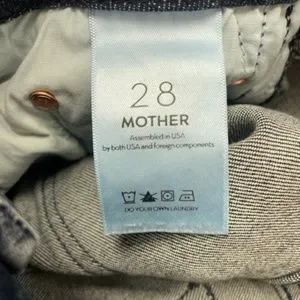 28
MOTHER
Assembled in USA
by both USA and foreign components
DO YOUR OWN LAUNDRY